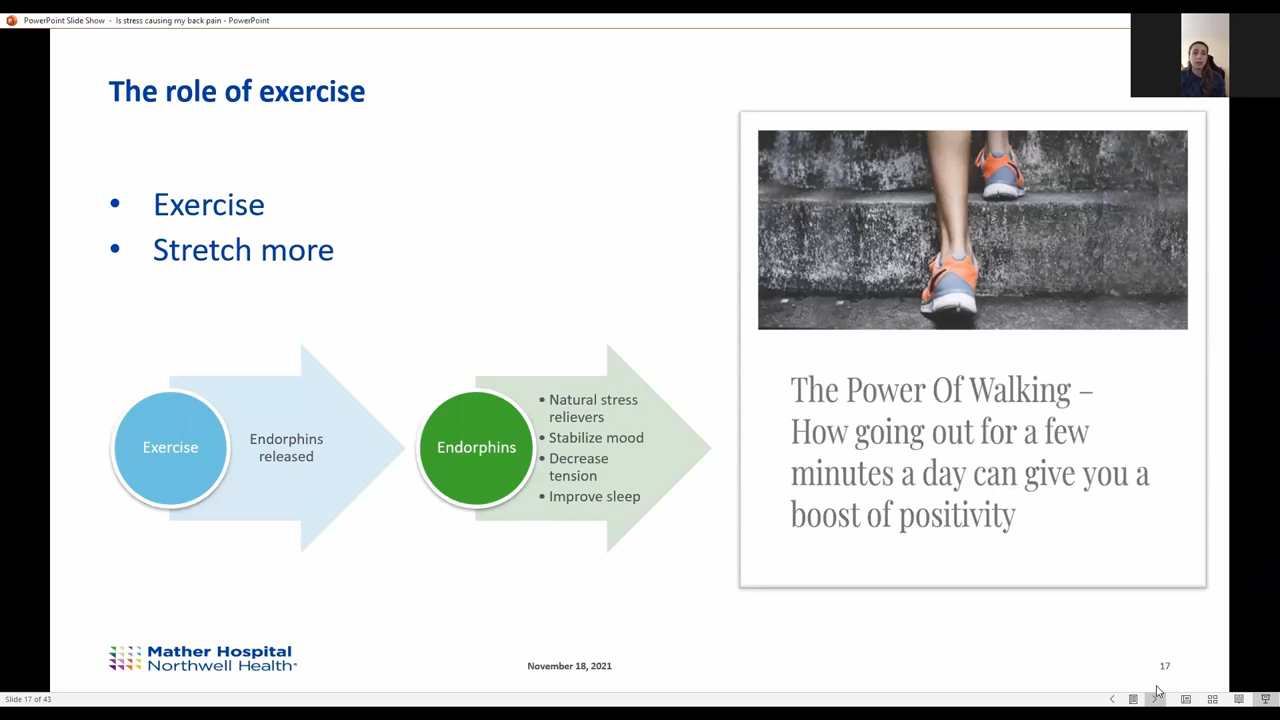 PowerPoint Slide Show - Is stress causing my back pain - PowerPoint
The role of exercise
• Exercise
• Stretch more
Exercise
Endorphins
released
Endorphins
• Natural stress
relievers
• Stabilize mood
• Decrease
tension
• Improve sleep
The Power Of Walking –
How going out for a few
minutes a day can give you a
boost of positivity
Mather Hospital
Northwell Health®
November 18, 2021
17
Slide 17 of 43